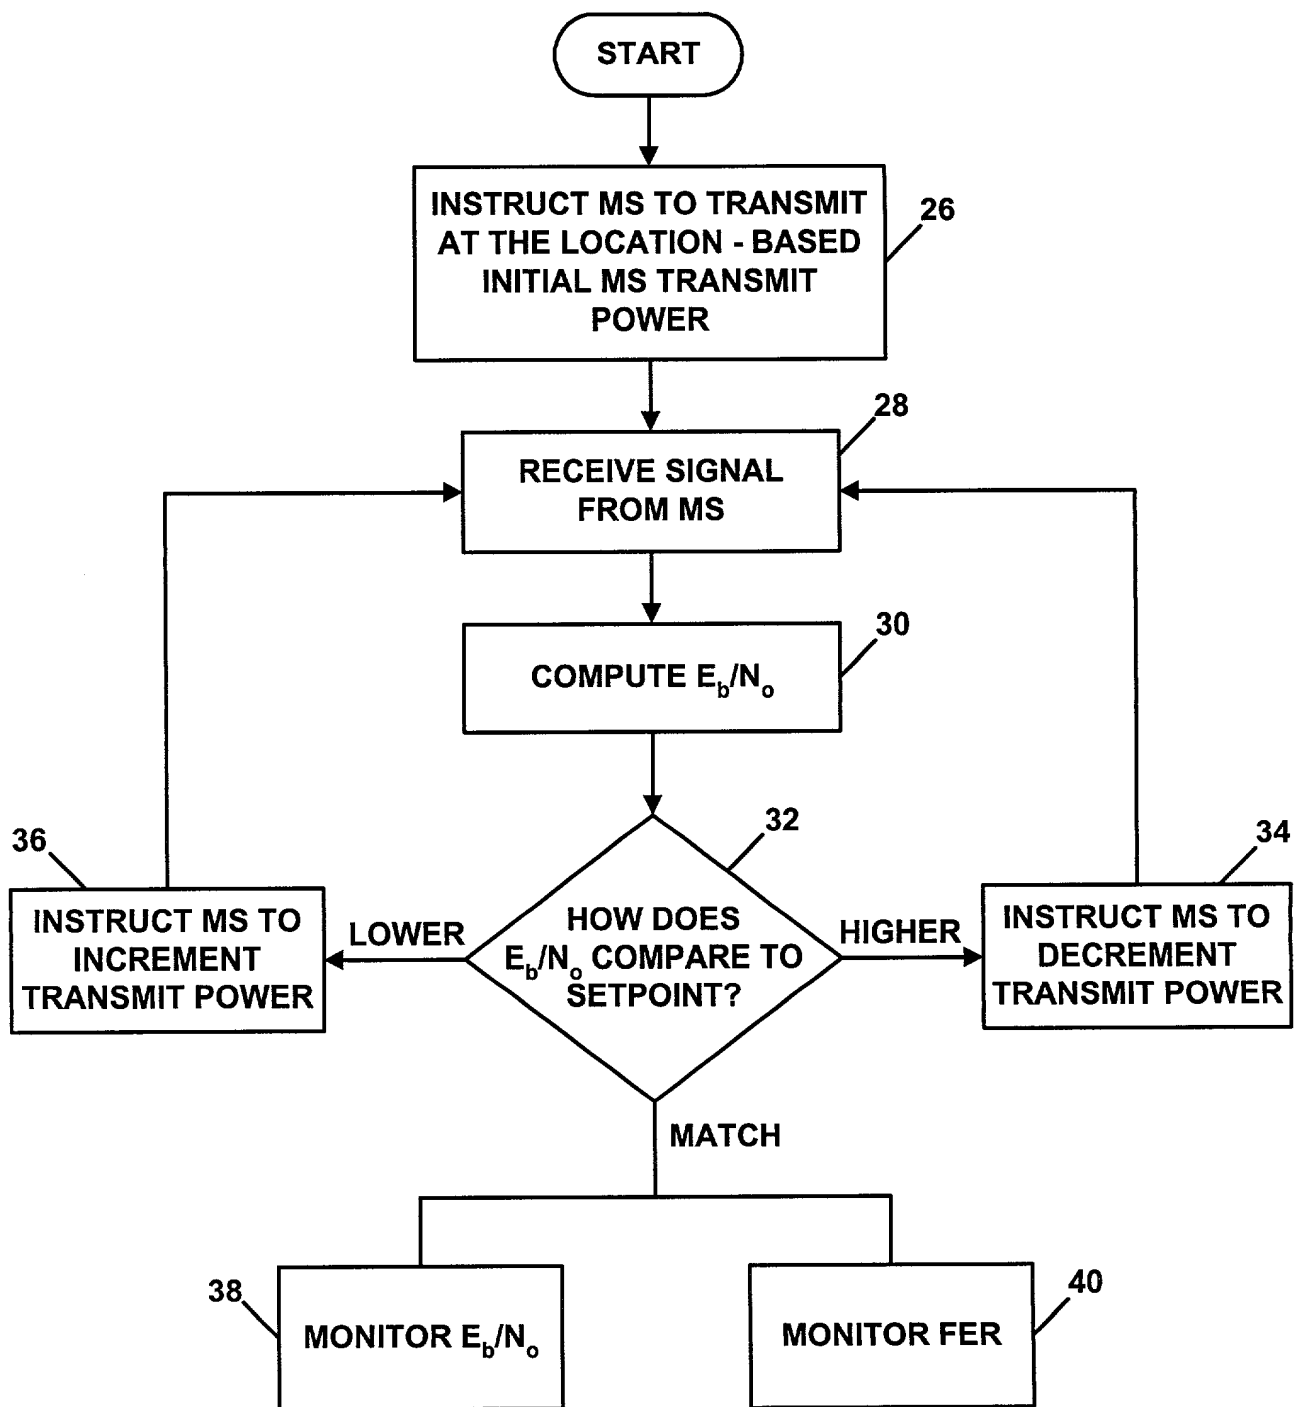 START
INSTRUCT MS TO TRANSMIT
AT THE LOCATION - BASED
INITIAL MS TRANSMIT
POWER
26
28
RECEIVE SIGNAL
FROM MS
30
COMPUTE Eb/No
32
36
34
INSTRUCT MS TO
INCREMENT
TRANSMIT POWER
LOWER
HOW DOES
Eb/No COMPARE TO
SETPOINT?
HIGHER
INSTRUCT MS TO
DECREMENT
TRANSMIT POWER
MATCH
38
MONITOR Eb/No
40
MONITOR FER